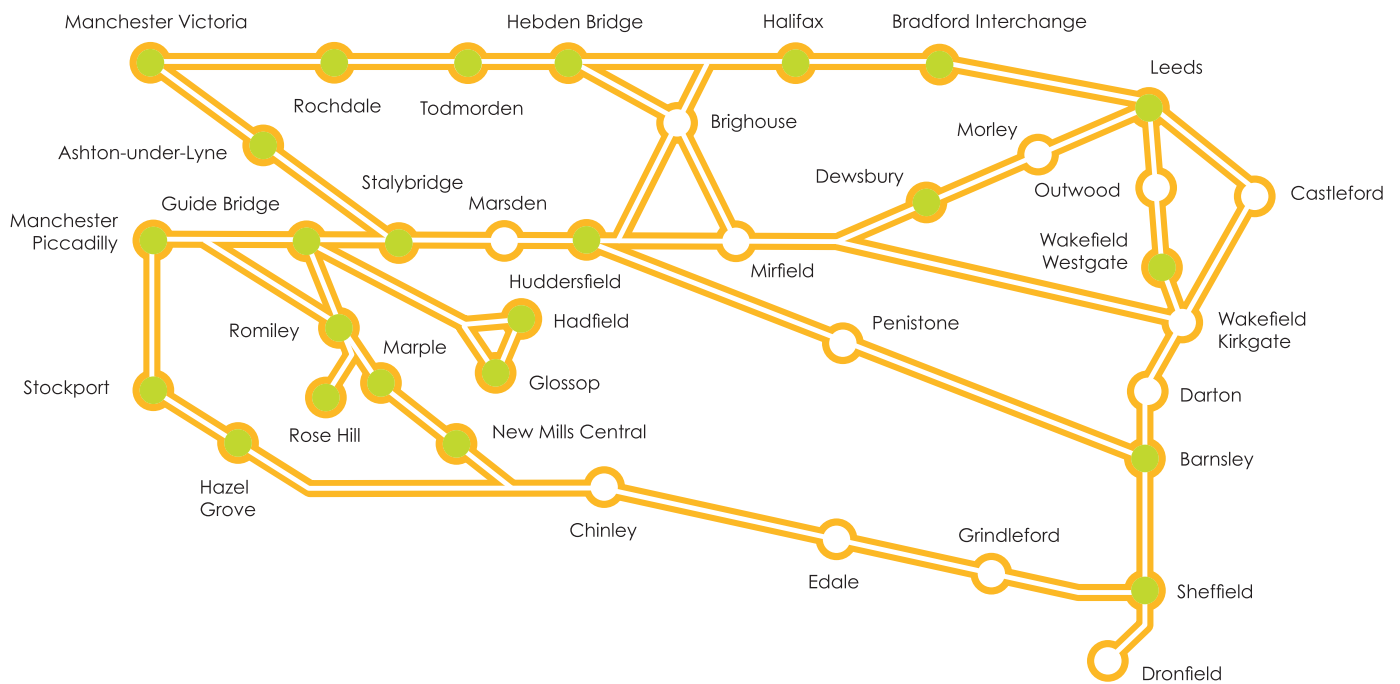 Manchester Victoria
Hebden Bridge
Halifax
Bradford Interchange
Leeds
Rochdale
Todmorden
Brighouse
Morley
Ashton-under-Lyne
Stalybridge
Dewsbury
Outwood
Castleford
Guide Bridge
Marsden
Manchester
Piccadilly
Wakefield
Westgate
Mirfield
Huddersfield
Hadfield
Penistone
Wakefield
Kirkgate
Romiley
Marple
Stockport
Glossop
Darton
Rose Hill
New Mills Central
Barnsley
Hazel
Grove
Chinley
Grindleford
Edale
Sheffield
Dronfield